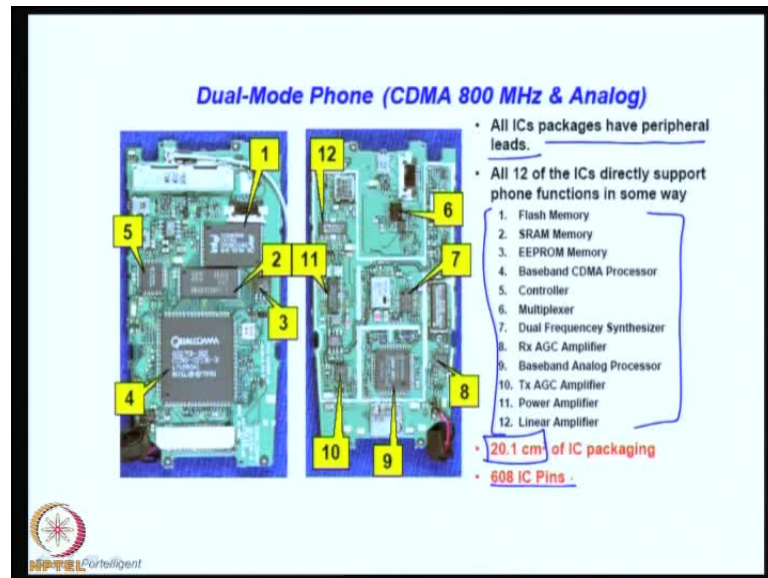 Dual-Mode Phone (CDMA 800 MHz & Analog)
• All ICs packages have peripheral
leads.
• All 12 of the ICs directly support
phone functions in some way
1. Flash Memory
2. SRAM Memory
3. EEPROM Memory
4. Baseband CDMA Processor
5. Controller
6. Multiplexer
7. Dual Frequencey Synthesizer
8. Rx AGC Amplifier
9. Baseband Analog Processor
10. Tx AGC Amplifier
11. Power Amplifier
12. Linear Amplifier
• 20.1 cm² of IC packaging
• 608 IC Pins
1
2
3
4
5
QUALCOMM
12
11
10
6
7
8
9
NPTEL
Portelligent